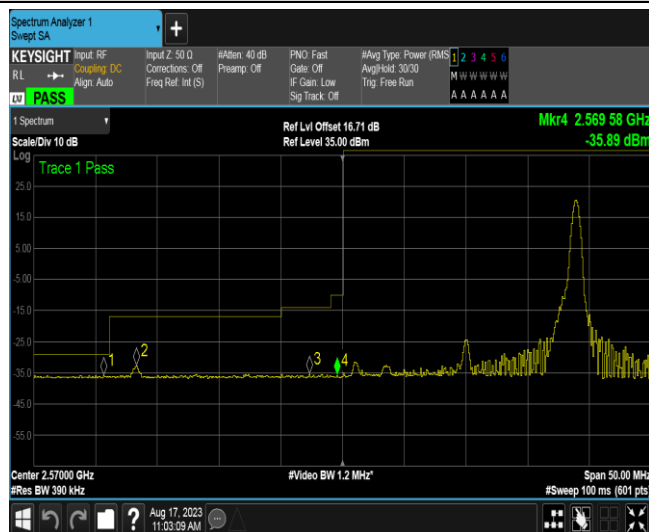 Spectrum Analyzer 1
Swept SA
+
KEYSIGHT
RL
LXI PASS
Input: RF
Coupling: DC
Align: Auto
Input Z: 50 Ω
Corrections: Off
Freq Ref: Int (S)
#Atten: 40 dB
Preamp: Off
PNO: Fast
Gate: Off
IF Gain: Low
Sig Track: Off
#Avg Type: Power (RMS
Avg|Hold: 30/30
Trig: Free Run
1 2 3 4 5 6
M W W W W W
A A A A A A
1 Spectrum
Scale/Div 10 dB
Ref Lvl Offset 16.71 dB
Ref Level 35.00 dBm
Mkr4 2.569 58 GHz
-35.89 dBm
Log
Trace 1 Pass
25.0
15.0
5.00
-5.00
-15.0
-25.0
-35.0
-45.0
-55.0
1
2
3
4
Center 2.57000 GHz
#Res BW 390 kHz
#Video BW 1.2 MHz*
Span 50.00 MHz
#Sweep 100 ms (601 pts)
?
Aug 17, 2023
11:03:09 AM